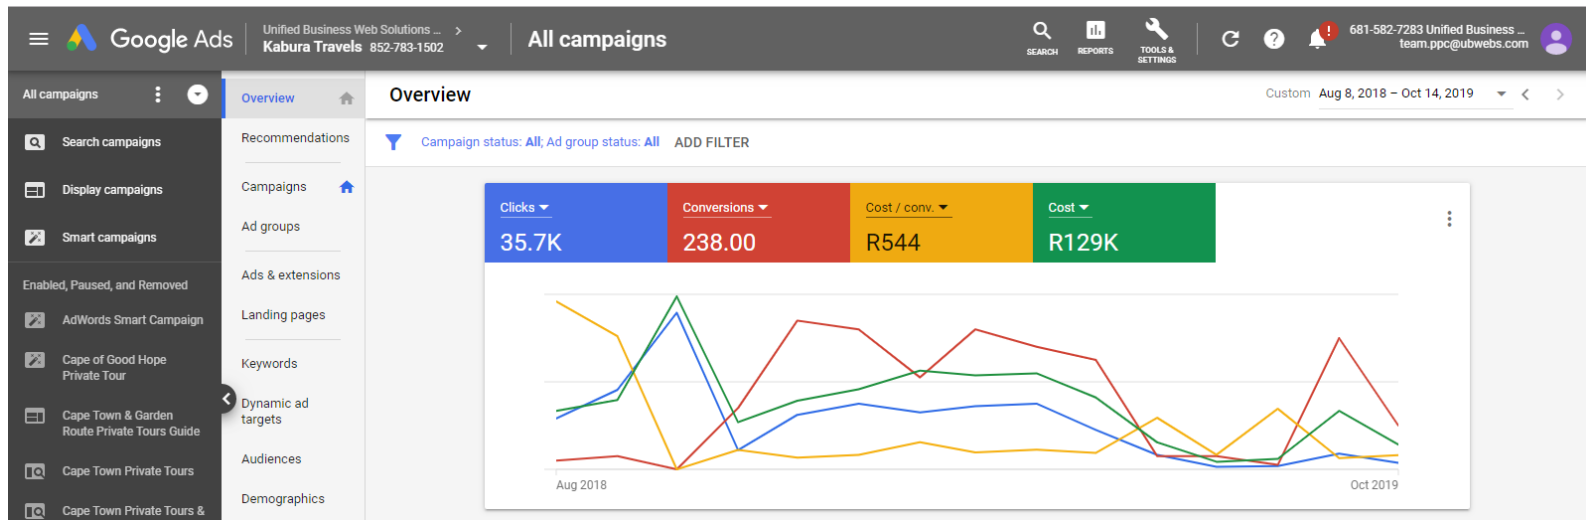 Google Ads
Unified Business Web Solutions ...
Kabura Travels 852-783-1502
All campaigns
SEARCH
REPORTS
TOOLS &
SETTINGS
681-582-7283 Unified Business ...
team.ppc@ubwebs.com
All campaigns
Search campaigns
Display campaigns
Smart campaigns
Enabled, Paused, and Removed
AdWords Smart Campaign
Cape of Good Hope
Private Tour
Cape Town & Garden
Route Private Tours Guide
Cape Town Private Tours
Cape Town Private Tours &
Overview
Recommendations
Campaigns
Ad groups
Ads & extensions
Landing pages
Keywords
Dynamic ad
targets
Audiences
Demographics
Overview
Custom Aug 8, 2018 – Oct 14, 2019
Campaign status: All; Ad group status: All ADD FILTER
Clicks
35.7K
Conversions
238.00
Cost / conv.
R544
Cost
R129K
Aug 2018
Oct 2019